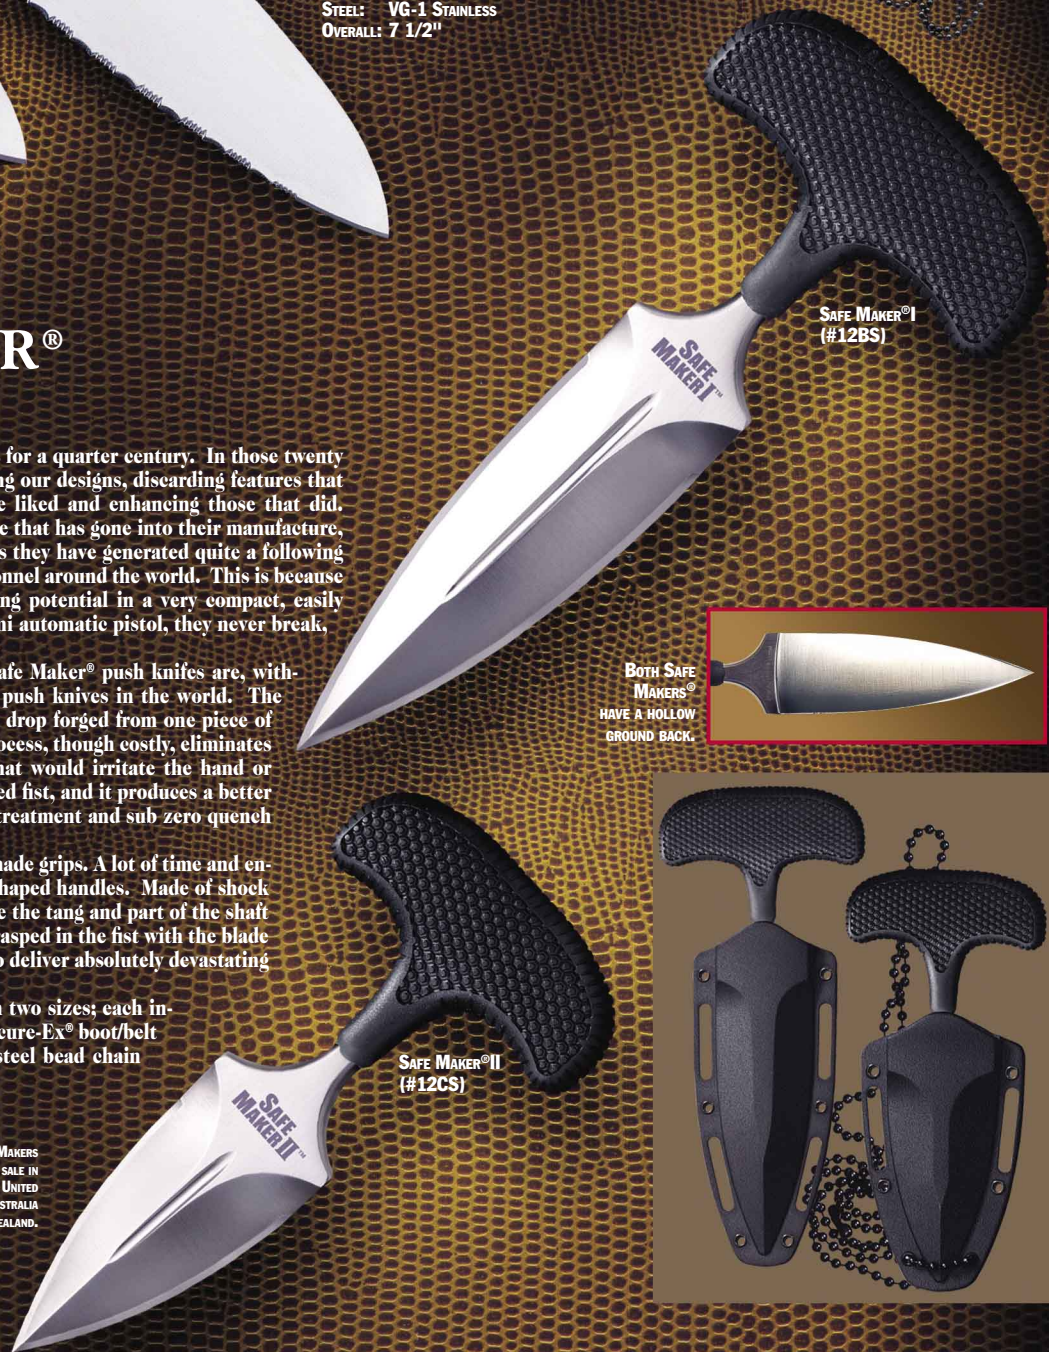 STEEL: VG-1 STAINLESS
OVERALL: 7 1/2"
SAFE MAKER®I
(#12BS)
SAFE
MAKER I™
R®
for a quarter century. In those twenty
ng our designs, discarding features that
e liked and enhancing those that did.
e that has gone into their manufacture,
s they have generated quite a following
onnel around the world. This is because
ng potential in a very compact, easily
ni automatic pistol, they never break,
afe Maker® push knifes are, with-
push knives in the world. The
drop forged from one piece of
ocess, though costly, eliminates
hat would irritate the hand or
ed fist, and it produces a better
treatment and sub zero quench
made grips. A lot of time and en-
haped handles. Made of shock
e the tang and part of the shaft
rasped in the fist with the blade
o deliver absolutely devastating
n two sizes; each in-
cure-Ex® boot/belt
steel bead chain
BOTH SAFE
MAKERS®
HAVE A HOLLOW
GROUND BACK.
SAFE MAKER®II
(#12CS)
SAFE
MAKER II™
MAKERS
SALE IN
UNITED
STRALIA
EALAND.